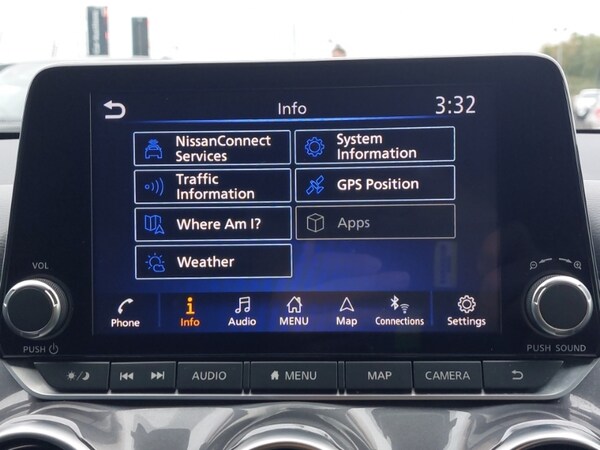 Info
3:32
NissanConnect
Services
System
Information
Traffic
Information
GPS Position
Where Am I?
Apps
Weather
Phone
Info
Audio
MENU
Map
Connections
Settings
VOL
PUSH
PUSH SOUND
AUDIO
MENU
MAP
CAMERA